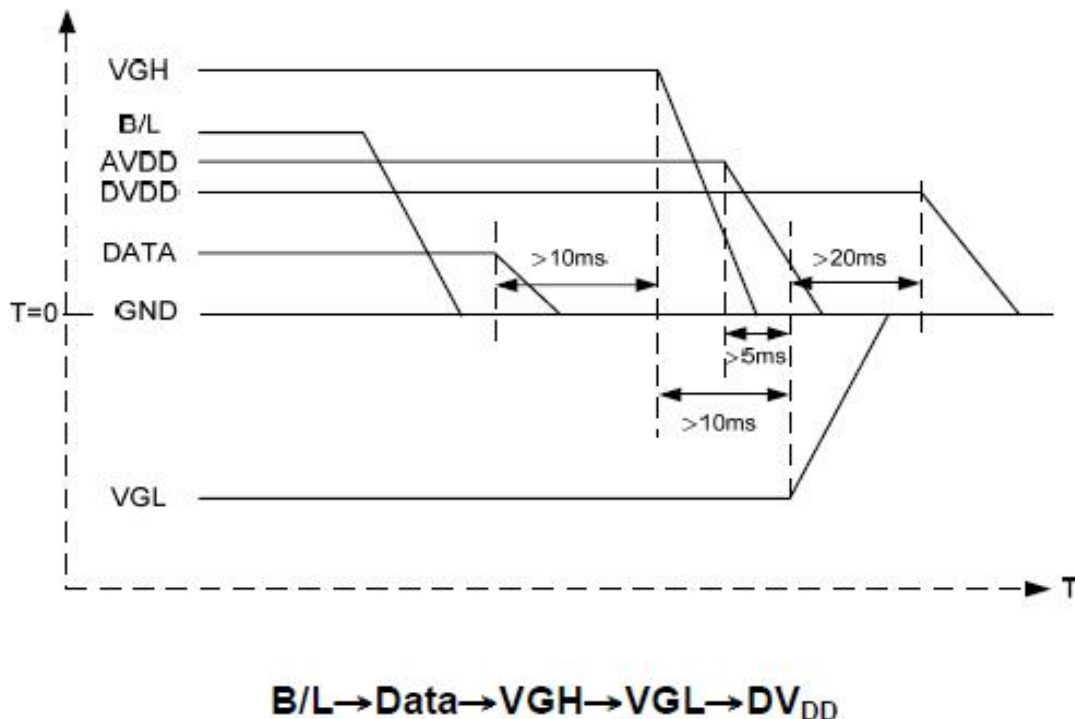 VGH
B/L
AVDD
DVDD
DATA
>10ms
>20ms
T=0
GND
>5ms
>10ms
VGL
T
B/L→Data→VGH→VGL→DVDD